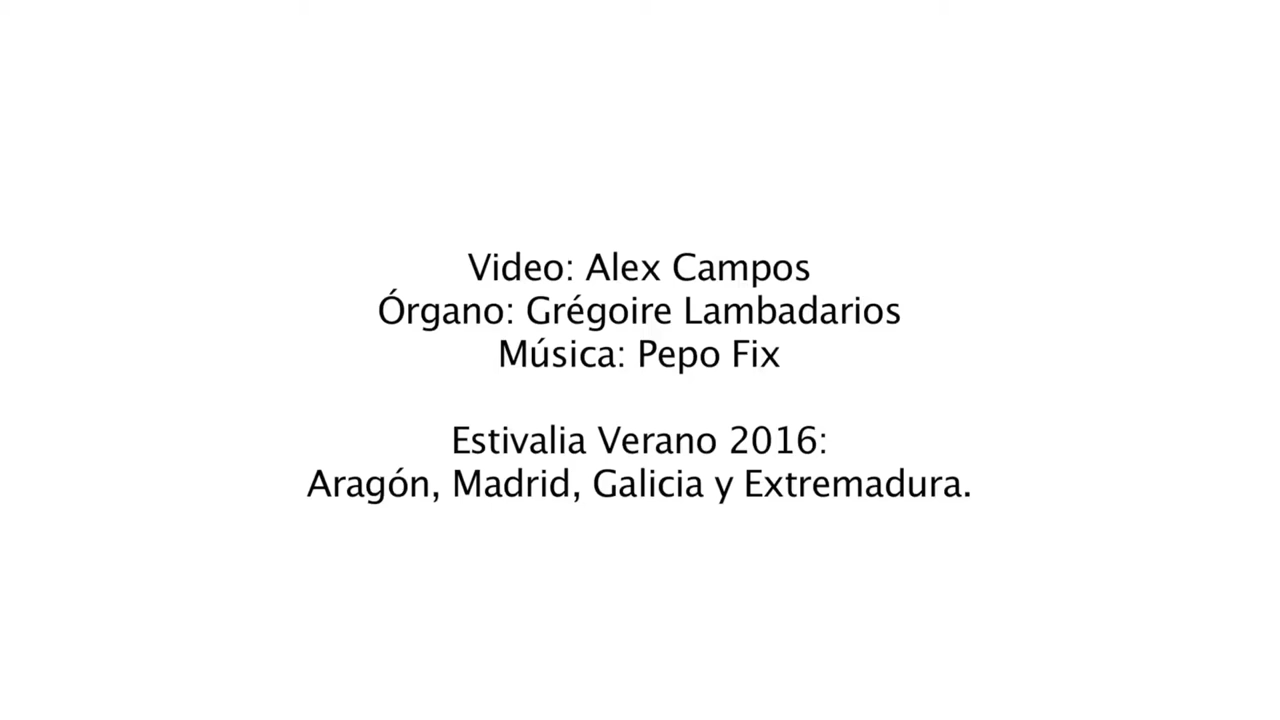 Video: Alex Campos
Órgano: Grégoire Lambadarios
Música: Pepo Fix
Estivalia Verano 2016:
Aragón, Madrid, Galicia y Extremadura.